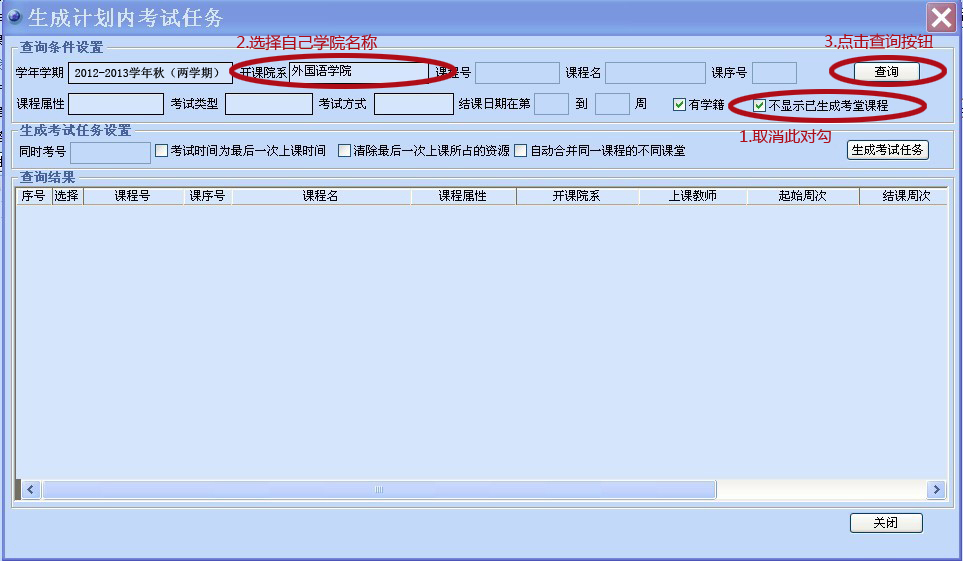 生成计划内考试任务
2.选择自己学院名称 3.点击查询按钮
查询条件设置
学年学期 2012-2013学年秋（两学期） 开课院系 外国语学院 课程号 课程名 课序号 查询
课程属性 考试类型 考试方式 结课日期在第 到 周 有学籍 不显示已生成考堂课程
1.取消此对勾
生成考试任务设置
同时考号 考试时间为最后一次上课时间 清除最后一次上课所占的资源 自动合并同一课程的不同课堂 生成考试任务
查询结果
序号 选择 课程号 课序号 课程名 课程属性 开课院系 上课教师 起始周次 结课周次
关闭